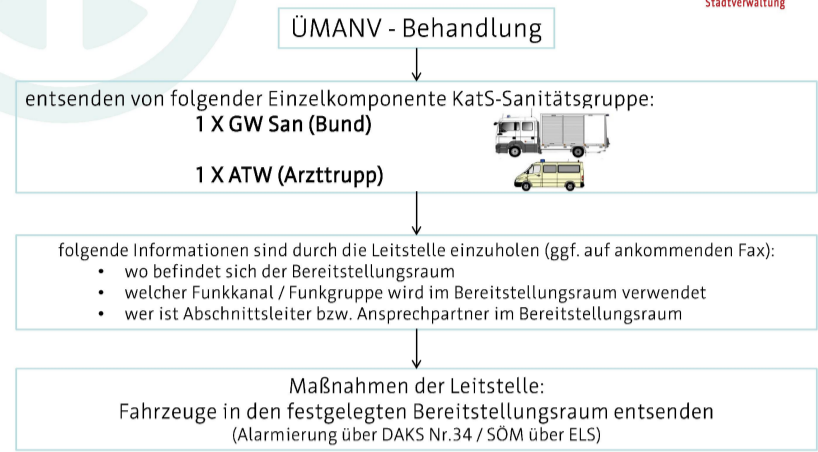 Stadtverwaltung
ÜMANV - Behandlung
entsenden von folgender Einzelkomponente KatS-Sanitätsgruppe:
1 X GW San (Bund)
1 X ATW (Arzttrupp)
folgende Informationen sind durch die Leitstelle einzuholen (ggf. auf ankommenden Fax):
• wo befindet sich der Bereitstellungsraum
• welcher Funkkanal / Funkgruppe wird im Bereitstellungsraum verwendet
• wer ist Abschnittsleiter bzw. Ansprechpartner im Bereitstellungsraum
Maßnahmen der Leitstelle:
Fahrzeuge in den festgelegten Bereitstellungsraum entsenden
(Alarmierung über DAKS Nr.34 / SÖM über ELS)